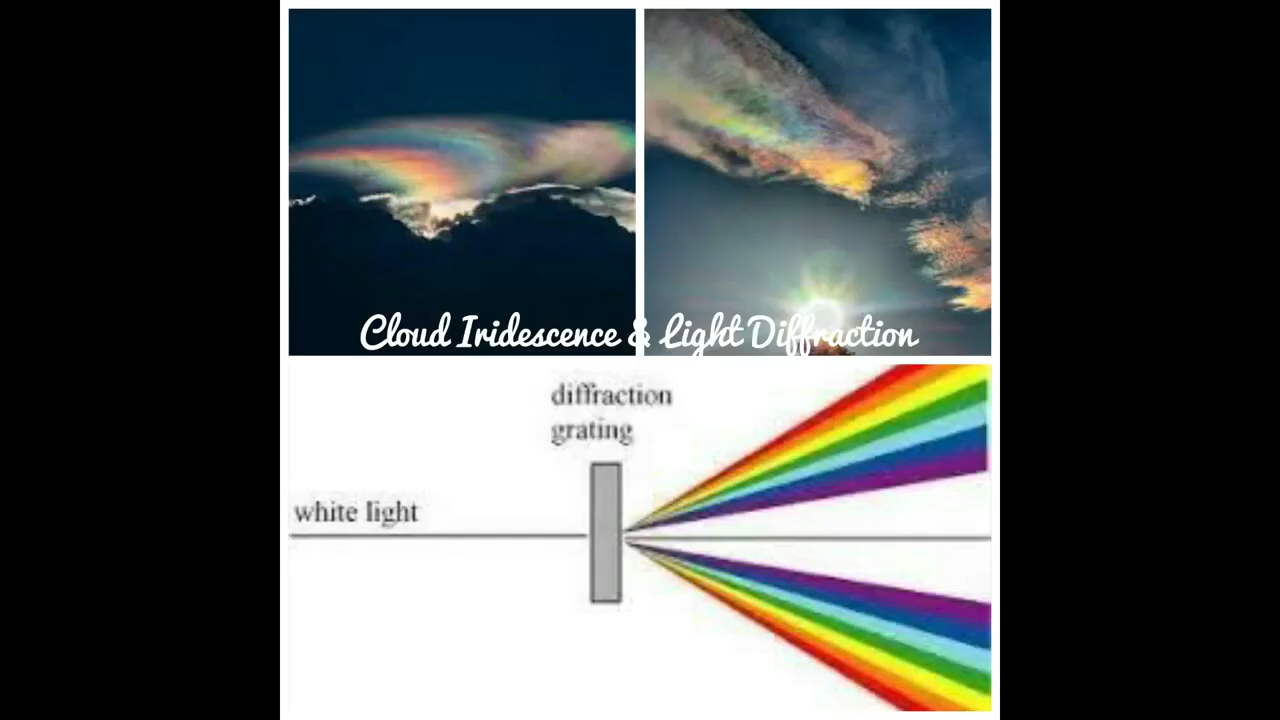 Cloud Iridescence & Light Diffraction
diffraction
grating
white light